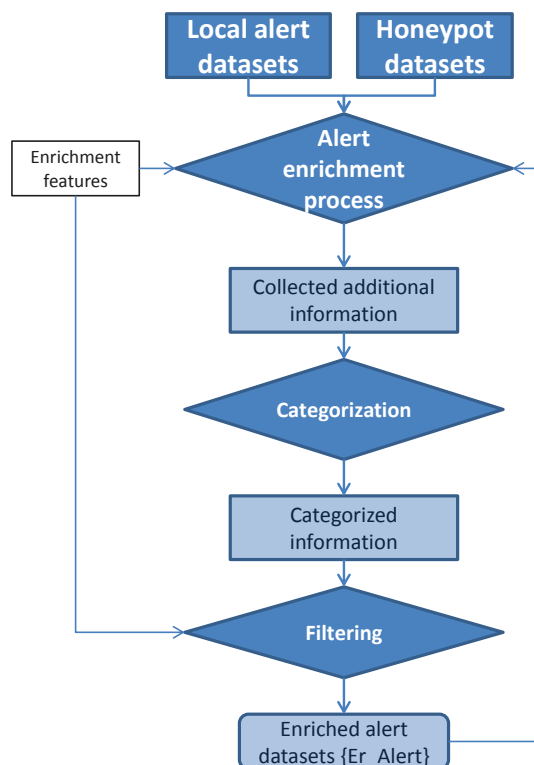 Local alert
datasets
Honeypot
datasets
Alert
enrichment
process
Enrichment
features
Collected additional
information
Categorization
Categorized
information
Filtering
Enriched alert
datasets {Er_Alert}